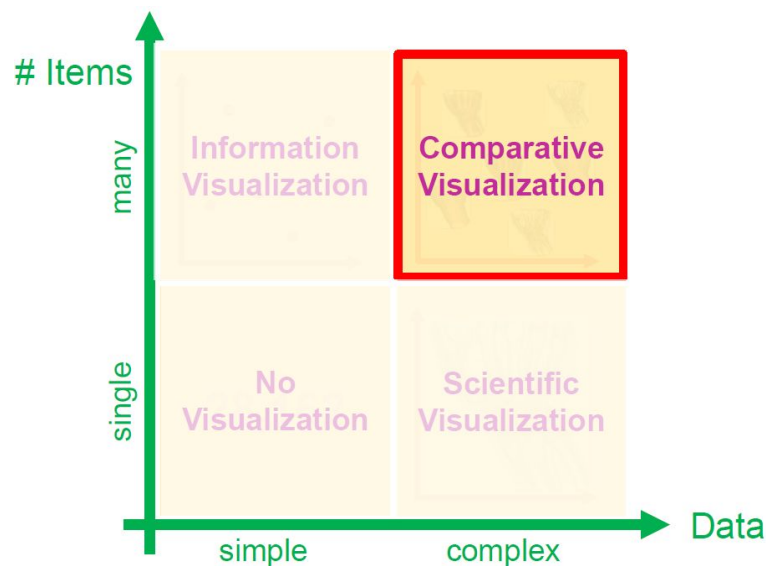 # Items
many
Information
Visualization
Comparative
Visualization
single
No
Visualization
Scientific
Visualization
simple
complex
Data